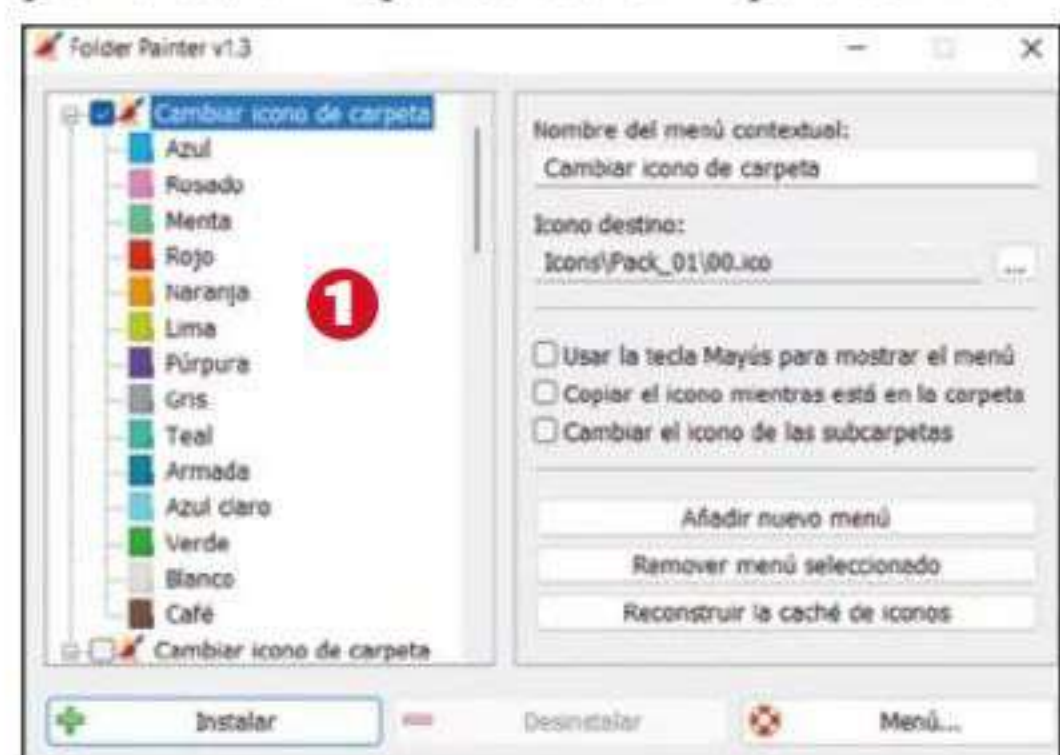 Folder Painter v1.3
Cambiar icono de carpeta
Azul
Rosado
Menta
Rojo
Naranja
Lima
Púrpura
Gris
Teal
Armada
Azul claro
Verde
Blanco
Café
Cambiar icono de carpeta
1
Nombre del menú contextual:
Cambiar icono de carpeta
Icono destino:
Icons\Pack_01\00.ico
...
Usar la tecla Mayús para mostrar el menú
Copiar el icono mientras está en la carpeta
Cambiar el icono de las subcarpetas
Añadir nuevo menú
Remover menú seleccionado
Reconstruir la caché de iconos
Instalar
Desinstalar
Menú...